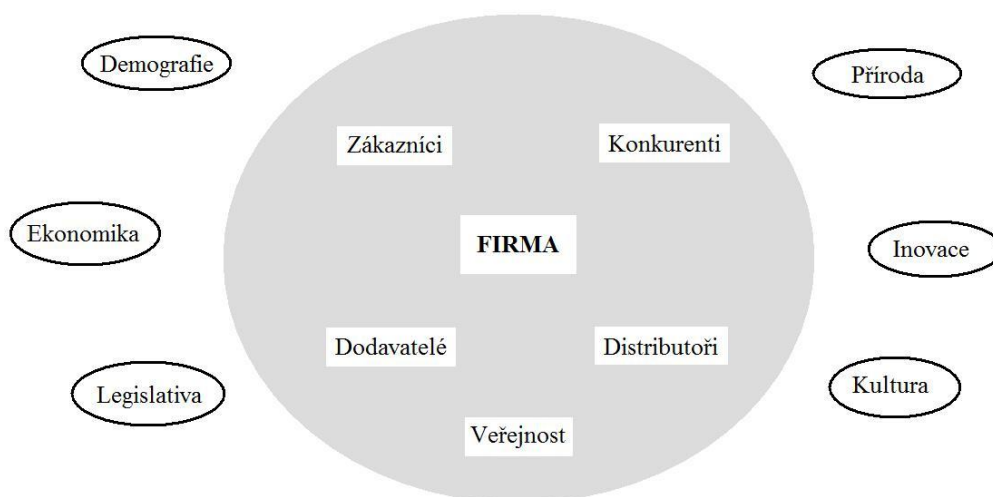 Demografie
Příroda
Zákazníci
Konkurenti
Ekonomika
FIRMA
Inovace
Dodavatelé
Distributoři
Legislativa
Kultura
Veřejnost